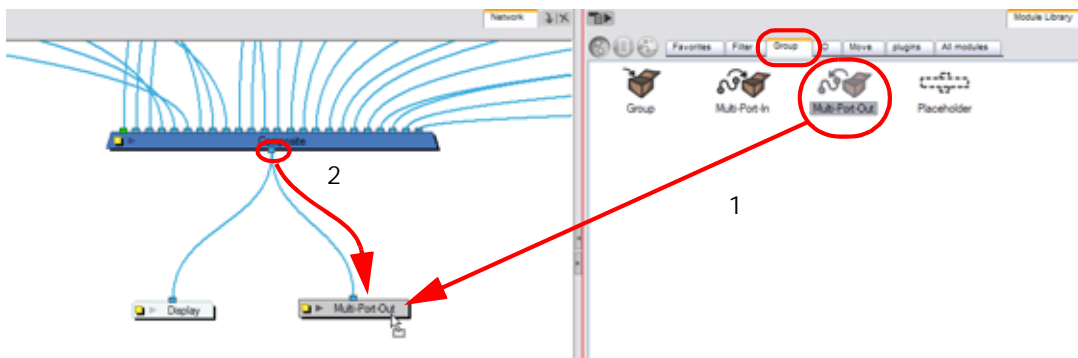 Network
Composite
2
Display
Multi-Port-Out
Module Library
Favorites Filter Group Move plugins All modules
Group Multi-Port-In Multi-Port-Out Placeholder
1